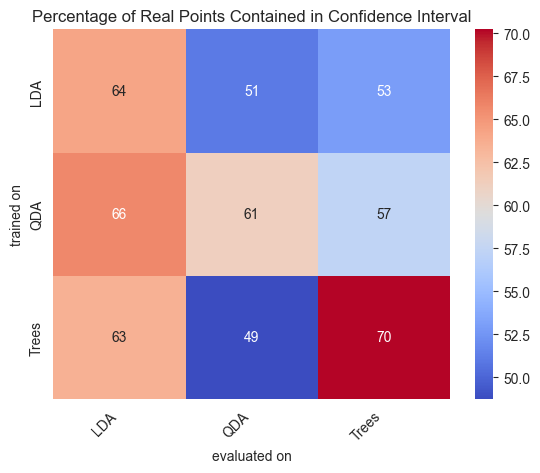 Percentage of Real Points Contained in Confidence Interval
trained on
LDA
64 51 53
QDA
66 61 57
Trees
63 49 70
LDA QDA Trees
evaluated on
70.0
67.5
65.0
62.5
60.0
57.5
55.0
52.5
50.0